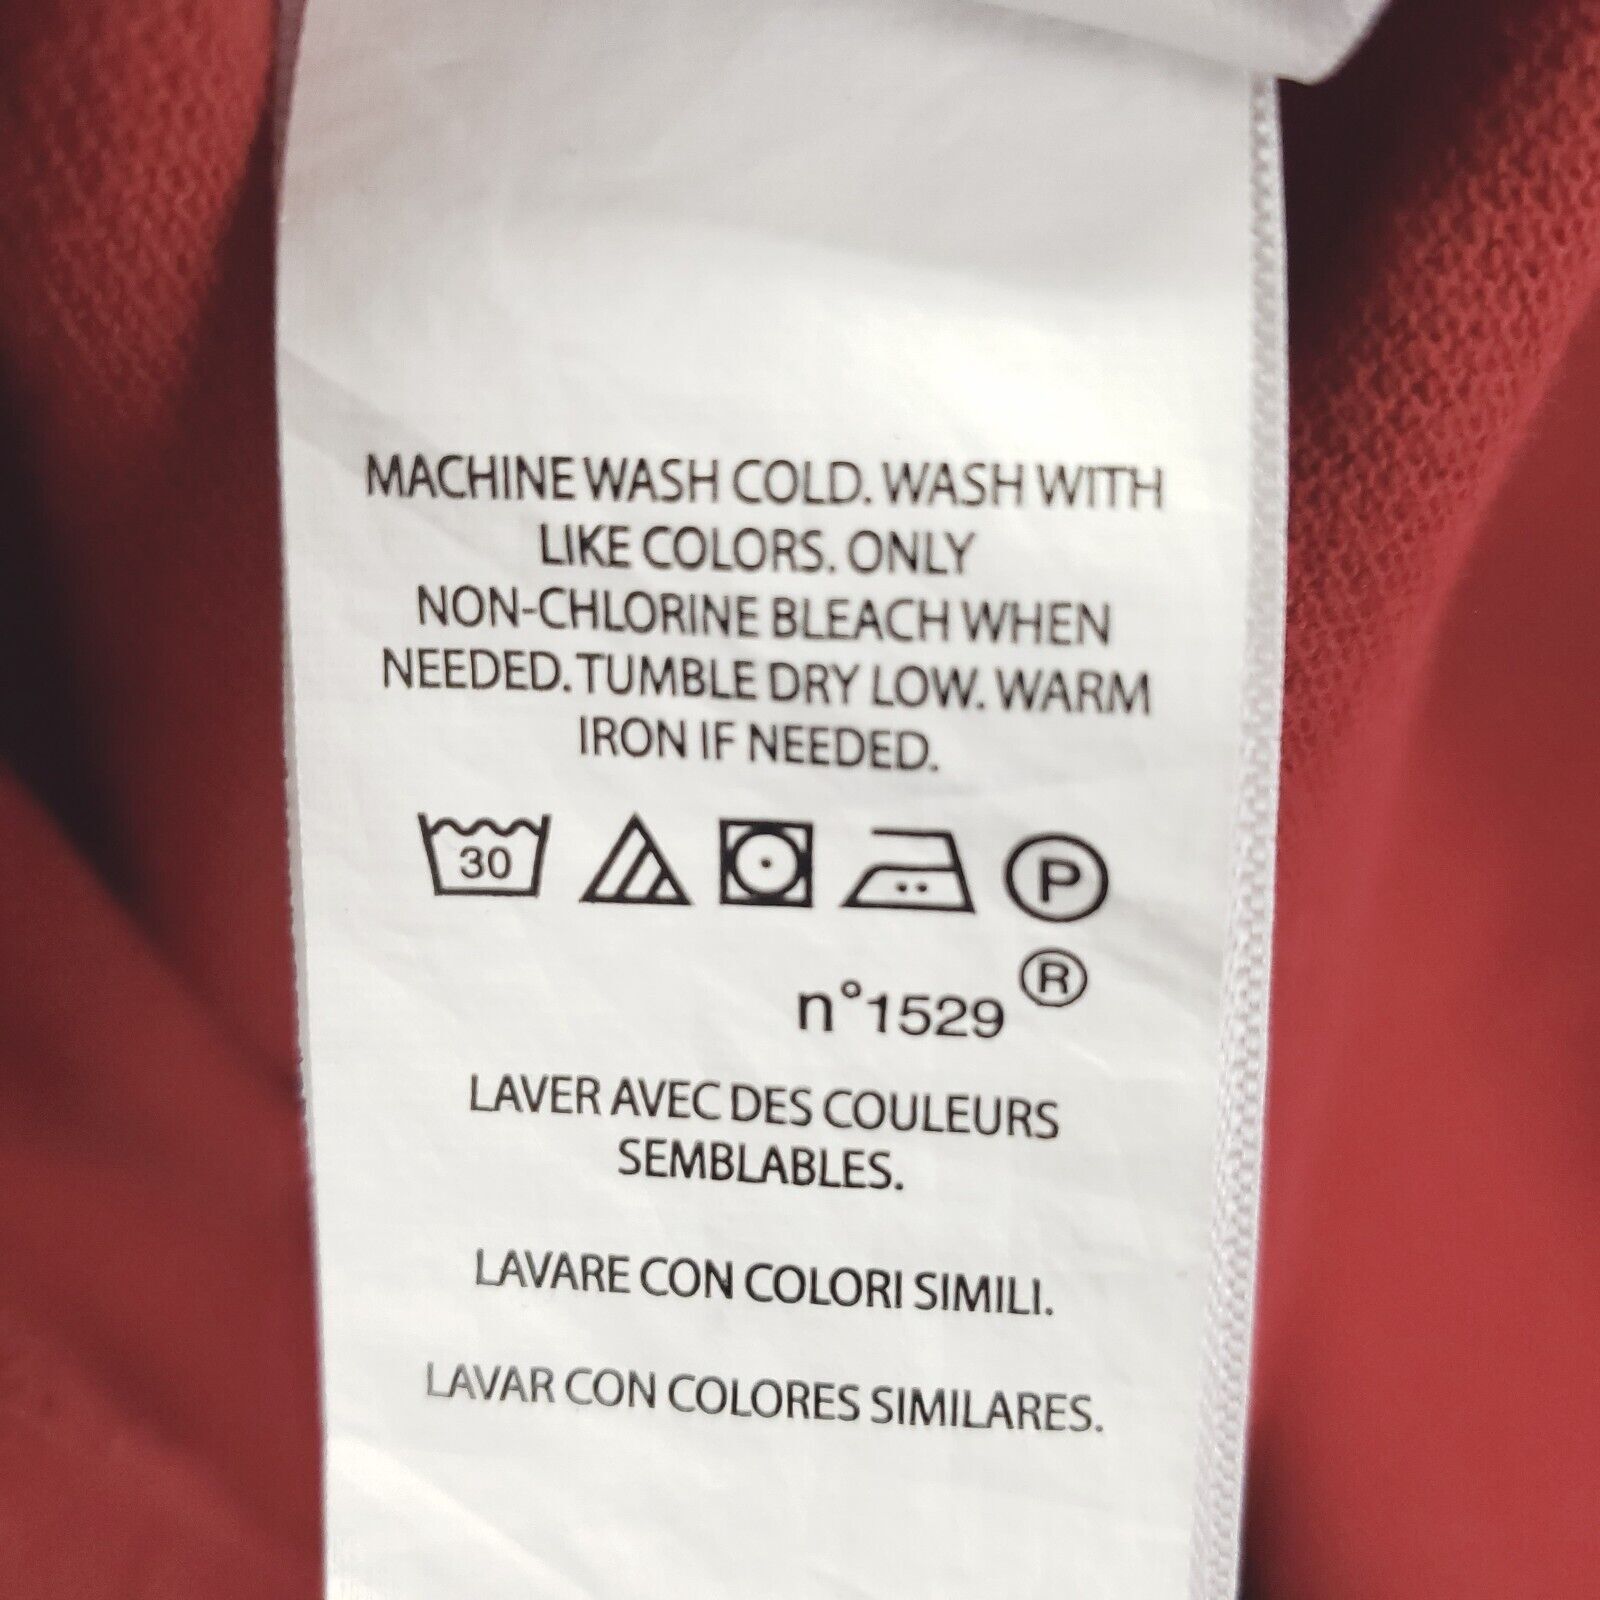 MACHINE WASH COLD. WASH WITH
LIKE COLORS. ONLY
NON-CHLORINE BLEACH WHEN
NEEDED. TUMBLE DRY LOW. WARM
IRON IF NEEDED.
30 P
n°1529 ®
LAVER AVEC DES COULEURS
SEMBLABLES.
LAVARE CON COLORI SIMILI.
LAVAR CON COLORES SIMILARES.